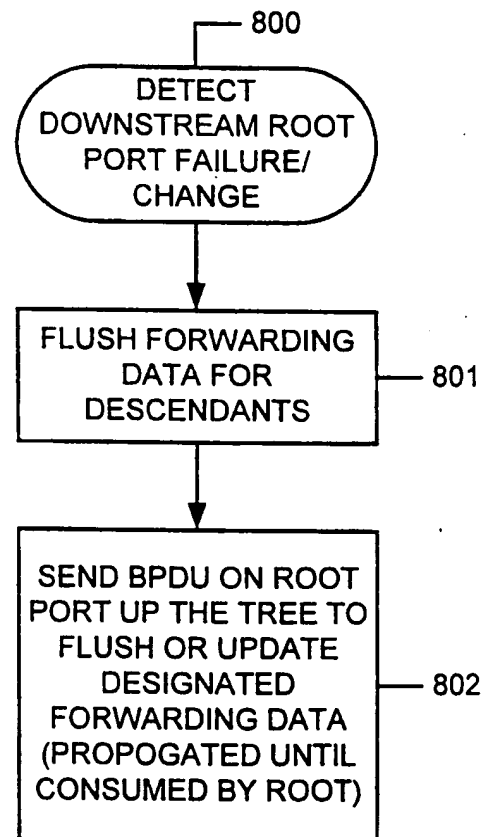 800
DETECT
DOWNSTREAM ROOT
PORT FAILURE/
CHANGE
FLUSH FORWARDING
DATA FOR
DESCENDANTS
801
SEND BPDU ON ROOT
PORT UP THE TREE TO
FLUSH OR UPDATE
DESIGNATED
FORWARDING DATA
(PROPOGATED UNTIL
CONSUMED BY ROOT)
802